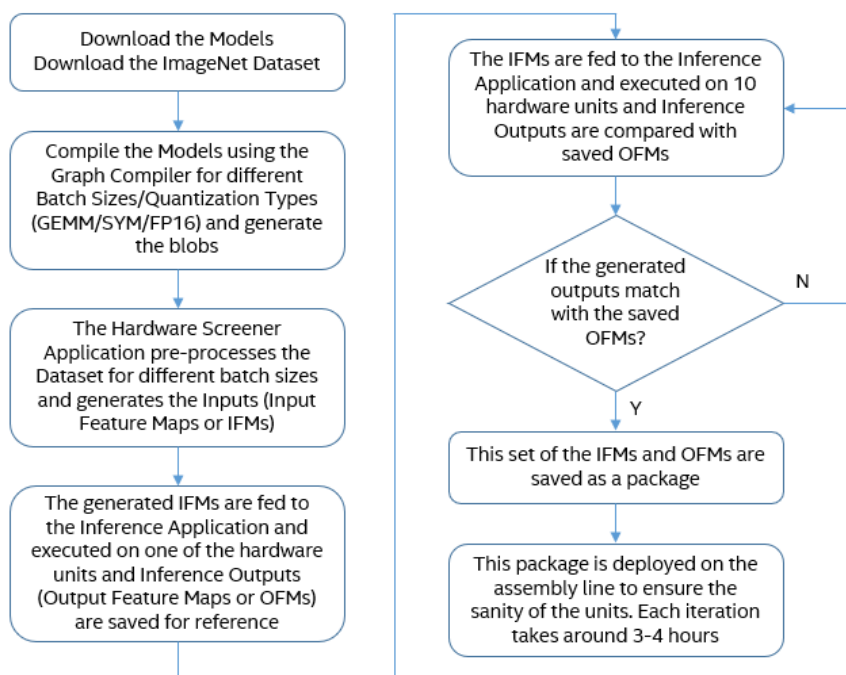 Download the Models
Download the ImageNet Dataset
Compile the Models using the
Graph Compiler for different
Batch Sizes/Quantization Types
(GEMM/SYM/FP16) and generate
the blobs
The Hardware Screener
Application pre-processes the
Dataset for different batch sizes
and generates the Inputs (Input
Feature Maps or IFMs)
The generated IFMs are fed to
the Inference Application and
executed on one of the hardware
units and Inference Outputs
(Output Feature Maps or OFMs)
are saved for reference
The IFMs are fed to the Inference
Application and executed on 10
hardware units and Inference
Outputs are compared with
saved OFMs
If the generated
outputs match
with the saved
OFMs?
N
Y
This set of the IFMs and OFMs are
saved as a package
This package is deployed on the
assembly line to ensure the
sanity of the units. Each iteration
takes around 3-4 hours